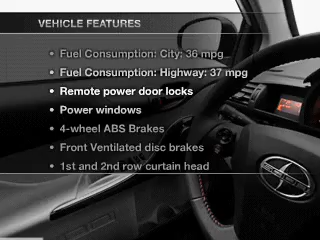 VEHICLE FEATURES
• Fuel Consumption: City: 36 mpg
• Fuel Consumption: Highway: 37 mpg
• Remote power door locks
• Power windows
• 4-wheel ABS Brakes
• Front Ventilated disc brakes
• 1st and 2nd row curtain head